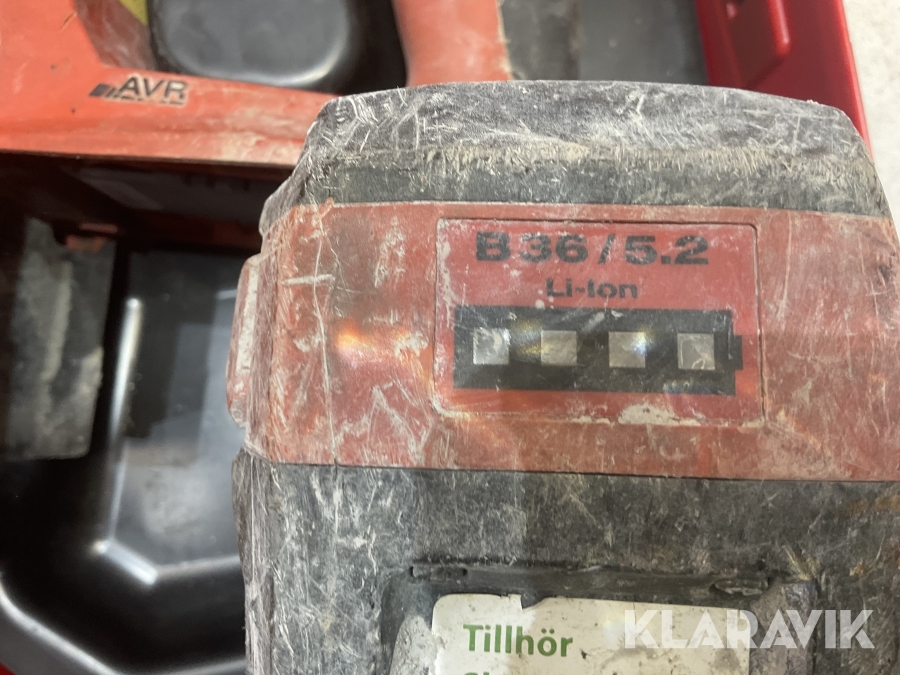 AVR
B 36 / 5.2
Li-Ion
Tillhör
KLARAVIK